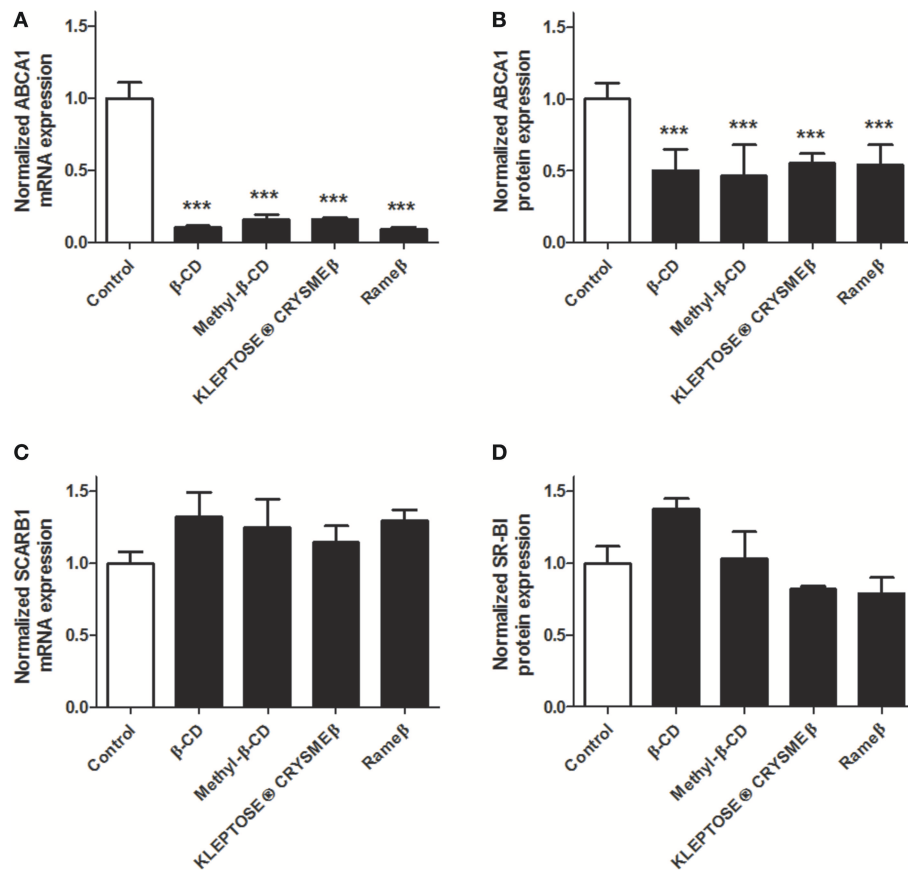 A
Normalized ABCA1
mRNA expression
1.5
1.0
0.5
0.0
***
***
***
***
Control
β-CD
Methyl-β-CD
KLEPTOSE® CRYSMEβ
Rameβ
B
Normalized ABCA1
protein expression
1.5
1.0
0.5
0.0
***
***
***
***
Control
β-CD
Methyl-β-CD
KLEPTOSE® CRYSMEβ
Rameβ
C
Normalized SCARB1
mRNA expression
1.5
1.0
0.5
0.0
Control
β-CD
Methyl-β-CD
KLEPTOSE® CRYSMEβ
Rameβ
D
Normalized SR-BI
protein expression
1.5
1.0
0.5
0.0
Control
β-CD
Methyl-β-CD
KLEPTOSE® CRYSMEβ
Rameβ